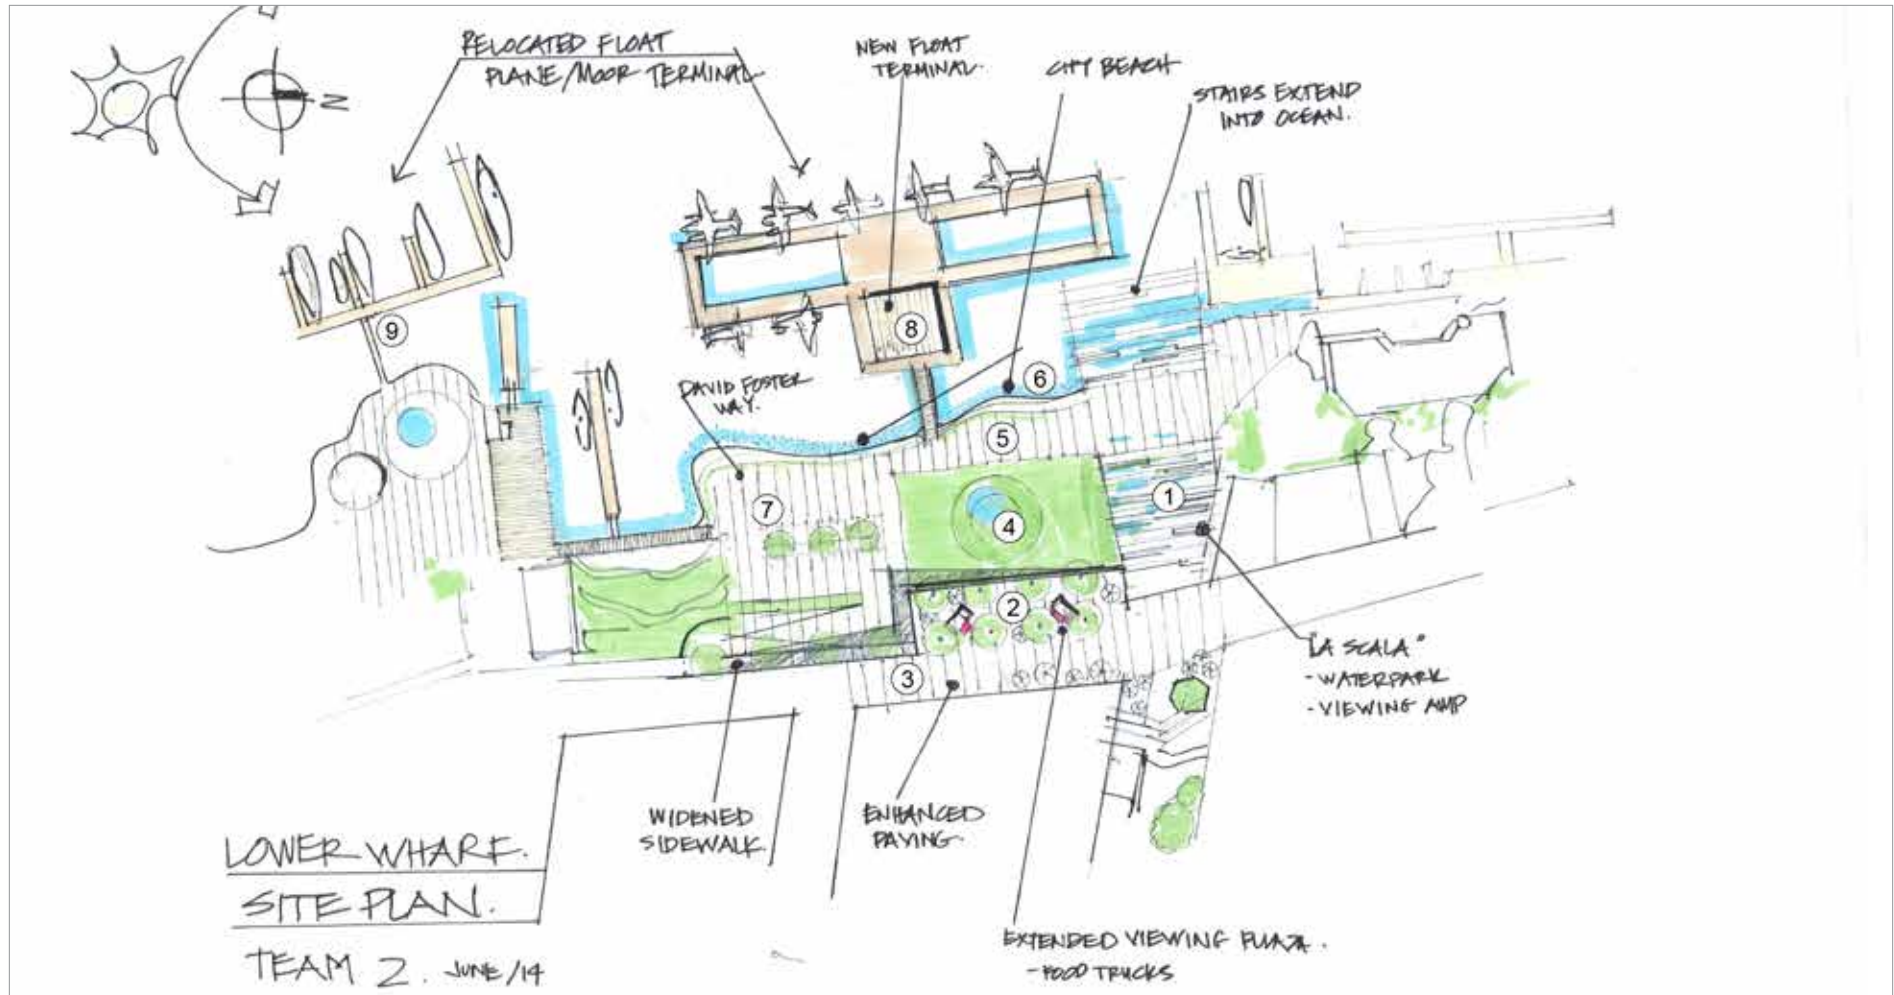 RELOCATED FLOAT
PLANE/MOOR TERMINAL
NEW FLOAT
TERMINAL.
CITY BEACH
STAIRS EXTEND
INTO OCEAN.
N
9
8
6
DAVID FOSTER
WAY.
5
7
4
1
2
3
"LA SCALA"
- WATERPARK
- VIEWING AMP
WIDENED
SIDEWALK.
ENHANCED
PAVING.
LOWER WHARF.
SITE PLAN.
TEAM 2. JUNE/14
EXTENDED VIEWING PLAZA.
- FOOD TRUCKS